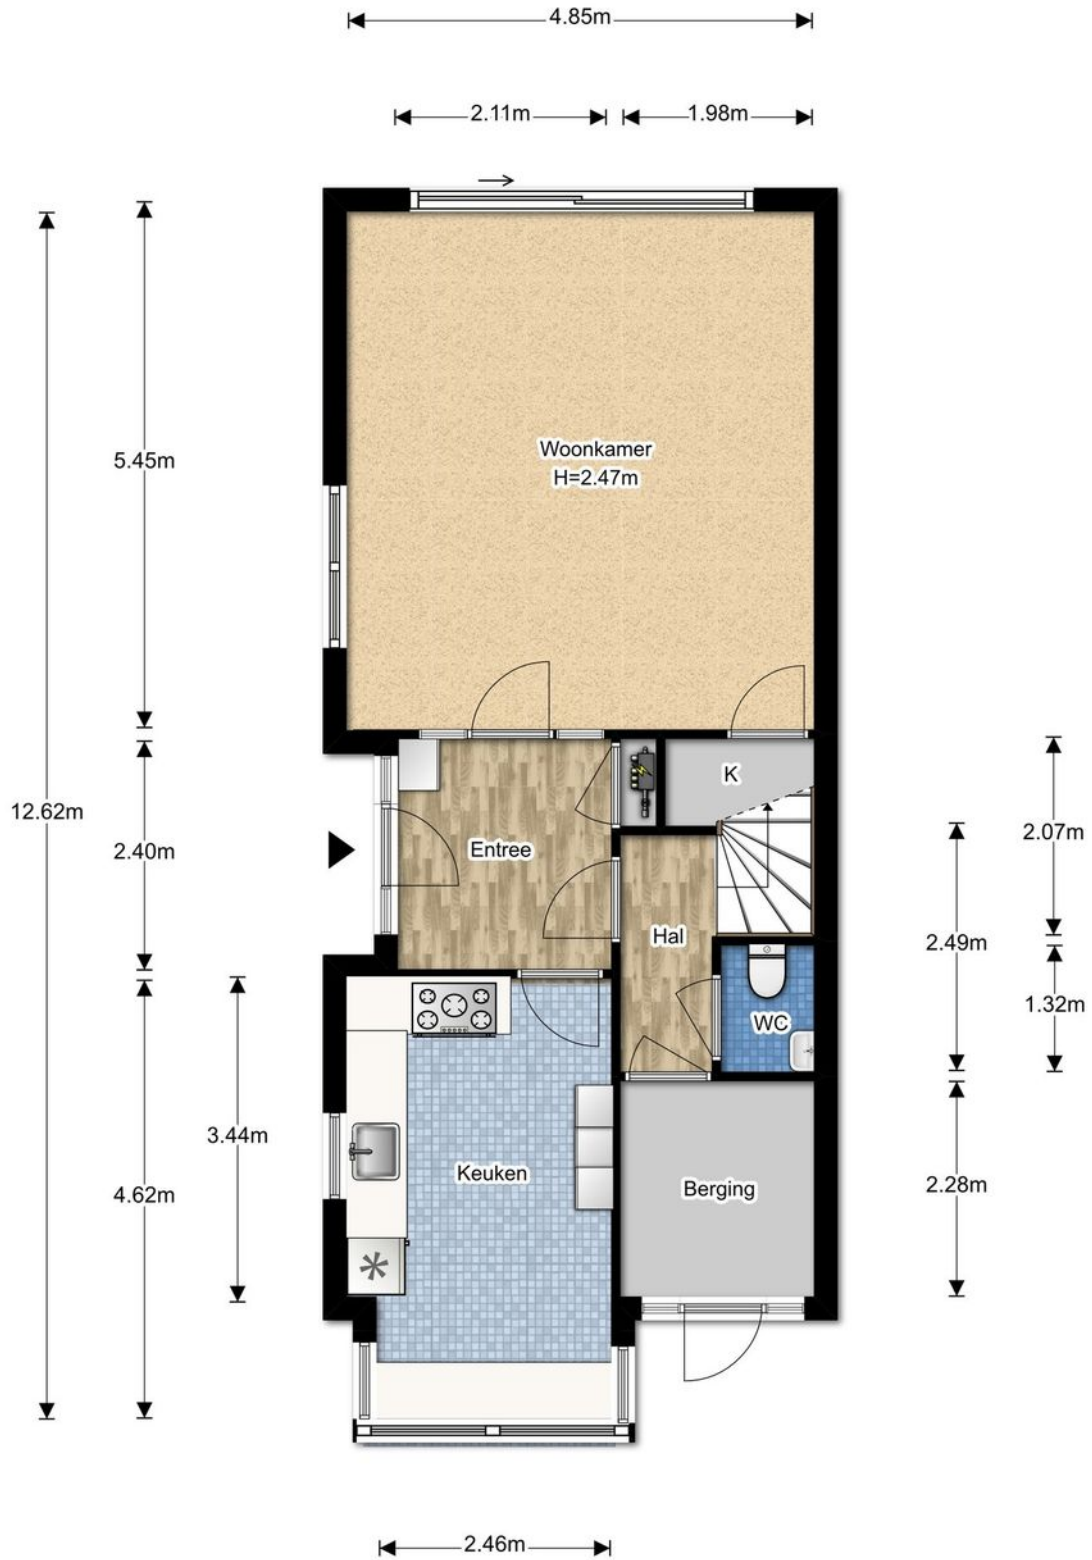 4.85m
2.11m
1.98m
5.45m
Woonkamer
H=2.47m
K
12.62m
2.40m
Entree
2.07m
Hal
2.49m
1.32m
WC
3.44m
Keuken
4.62m
Berging
2.28m
2.46m